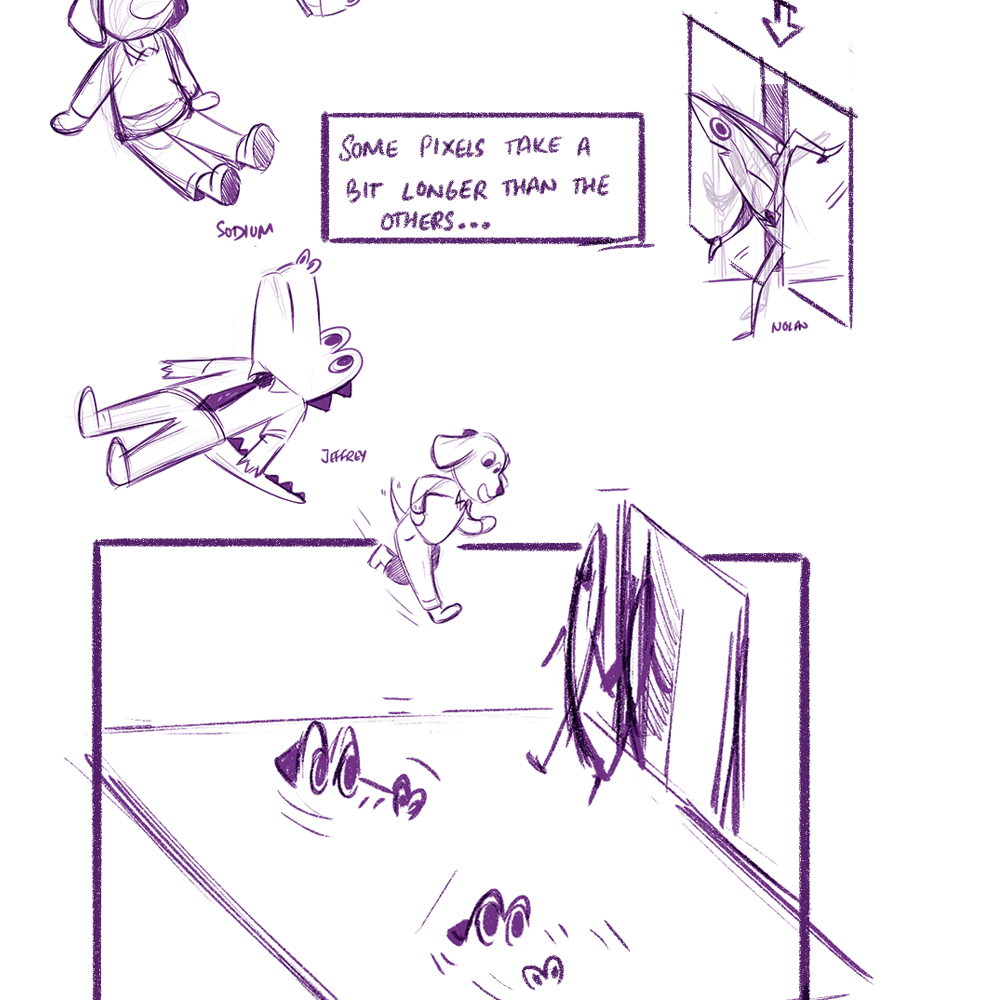 SOME PIXELS TAKE A
BIT LONGER THAN THE
OTHERS...
SODIUM
NOLAN
JEFFREY